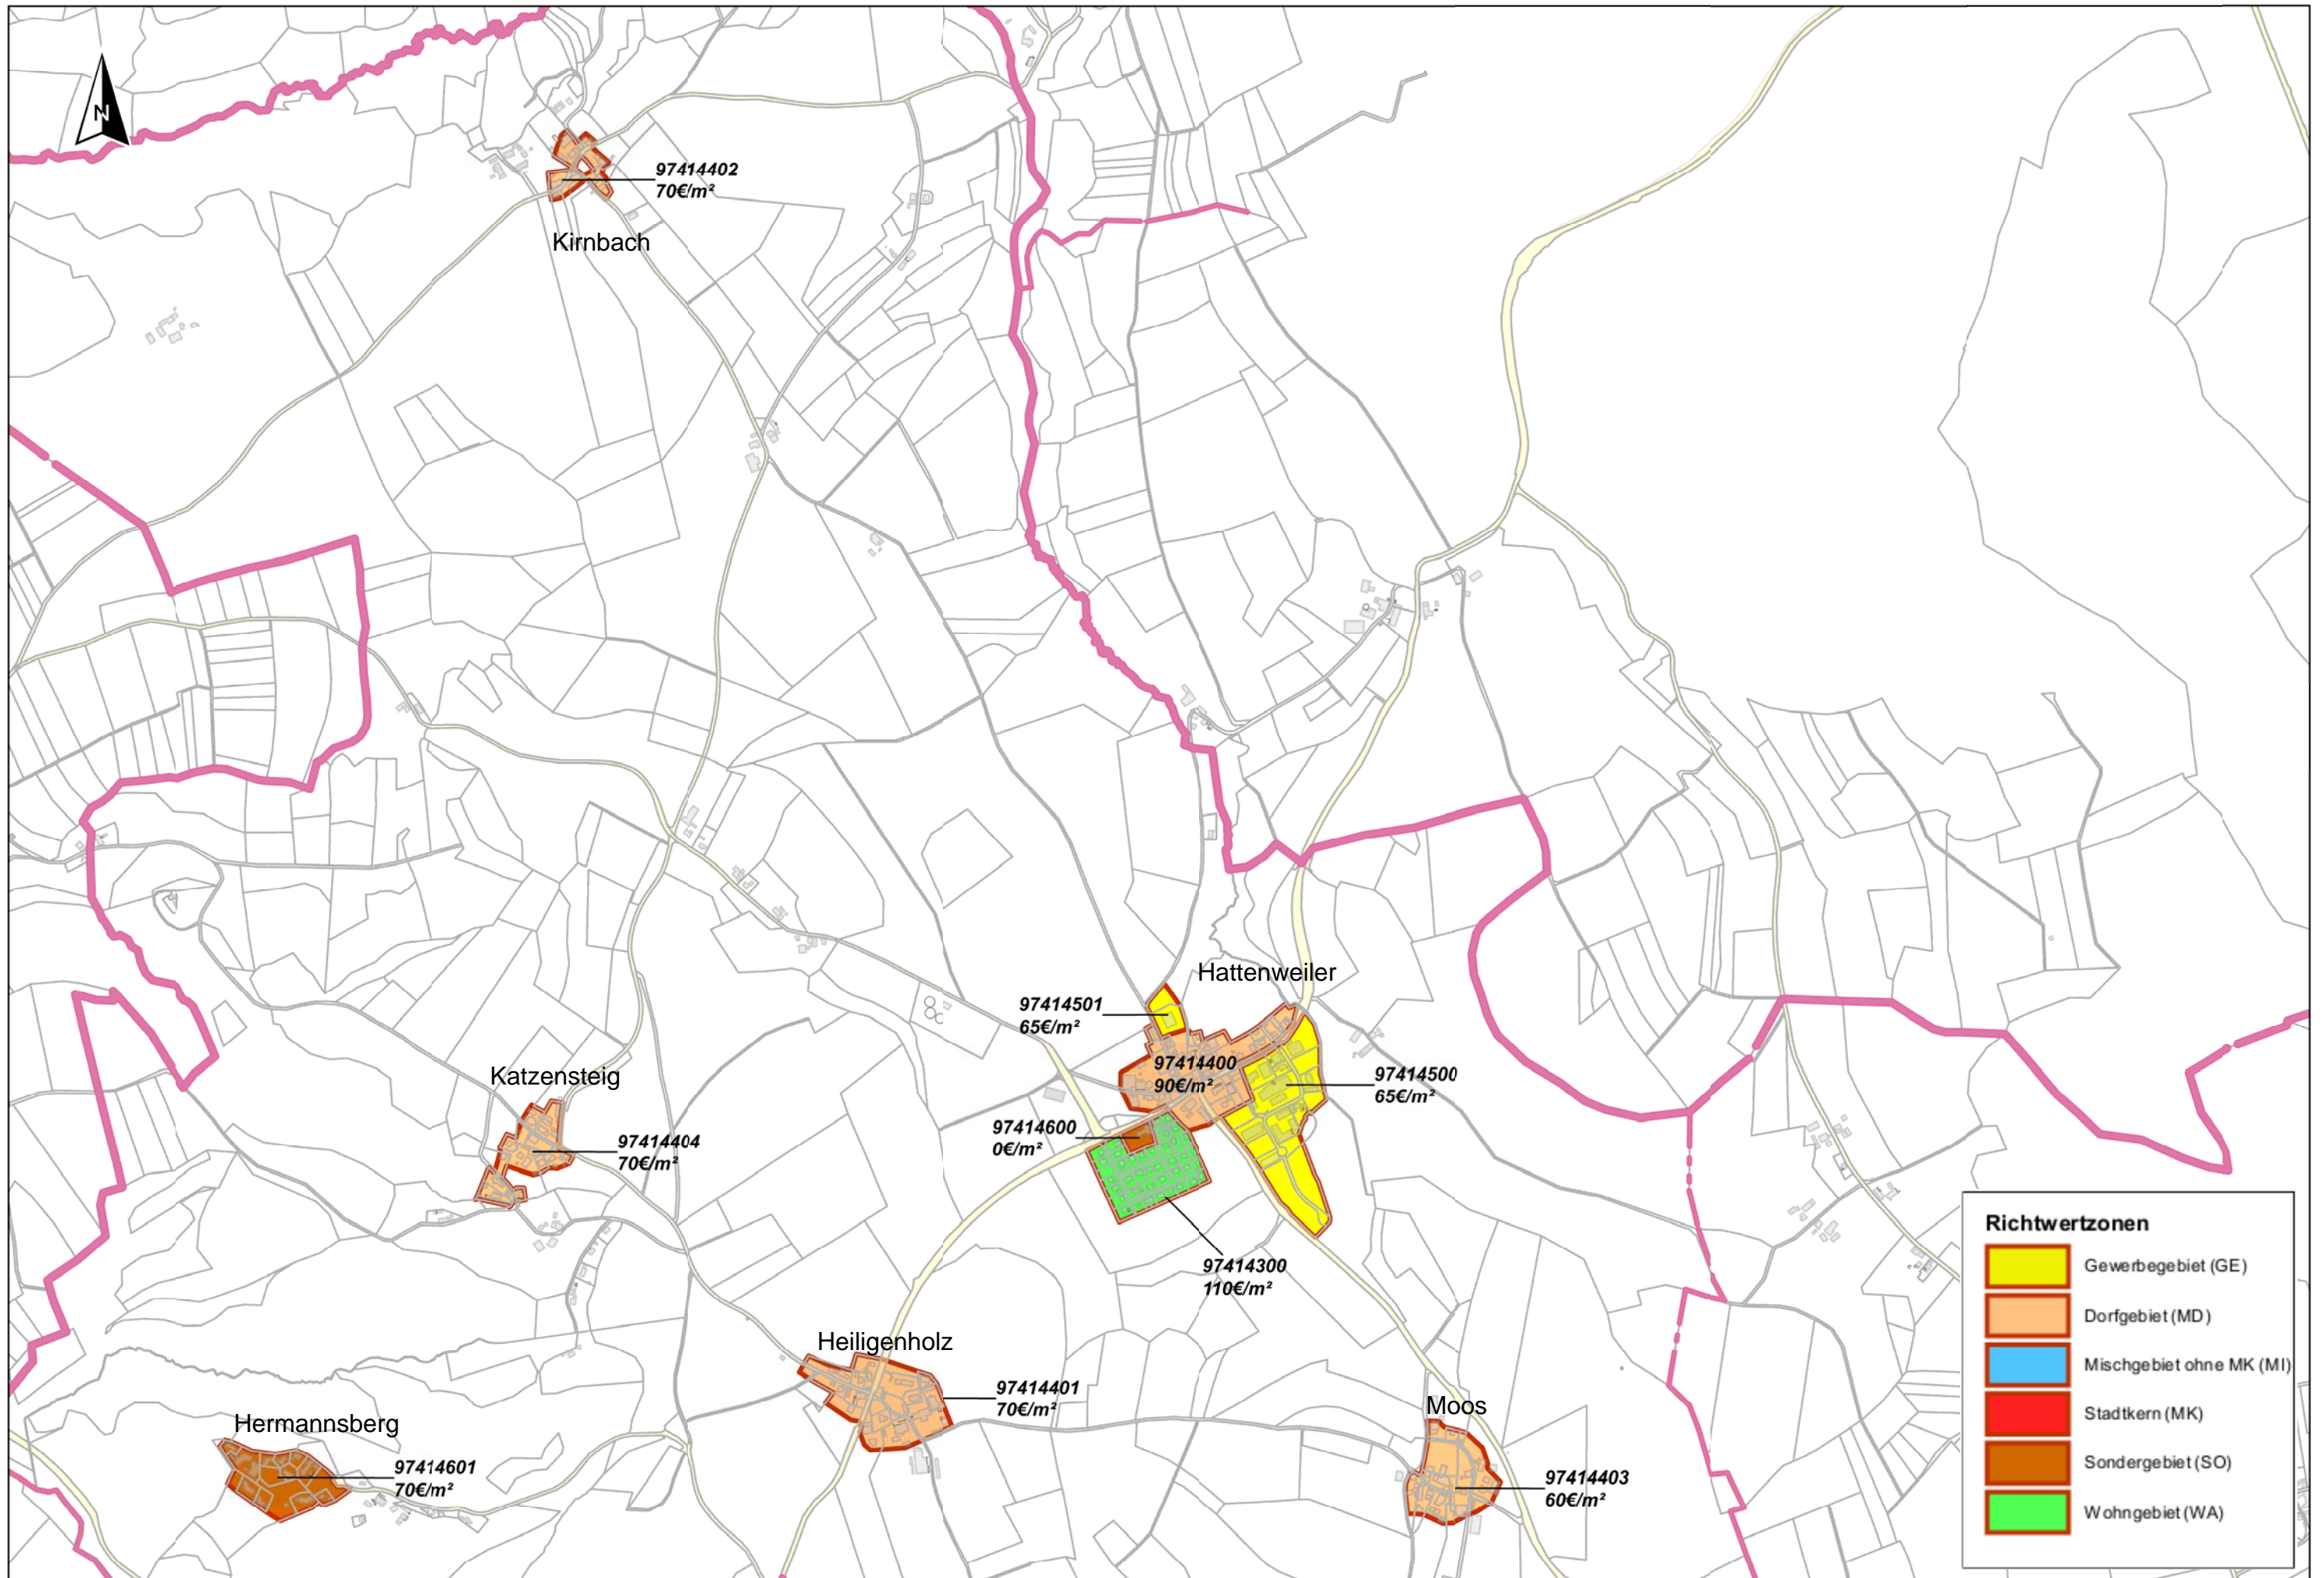 N
97414402
70€/m²
Kirnbach
Hattenweiler
97414501
65€/m²
97414400
90€/m²
97414500
65€/m²
Katzensteig
97414404
70€/m²
97414600
0€/m²
97414300
110€/m²
Heiligenholz
97414401
70€/m²
Moos
97414403
60€/m²
Hermannsberg
97414601
70€/m²
Richtwertzonen
Gewerbegebiet (GE)
Dorfgebiet (MD)
Mischgebiet ohne MK (MI)
Stadtkern (MK)
Sondergebiet (SO)
Wohngebiet (WA)